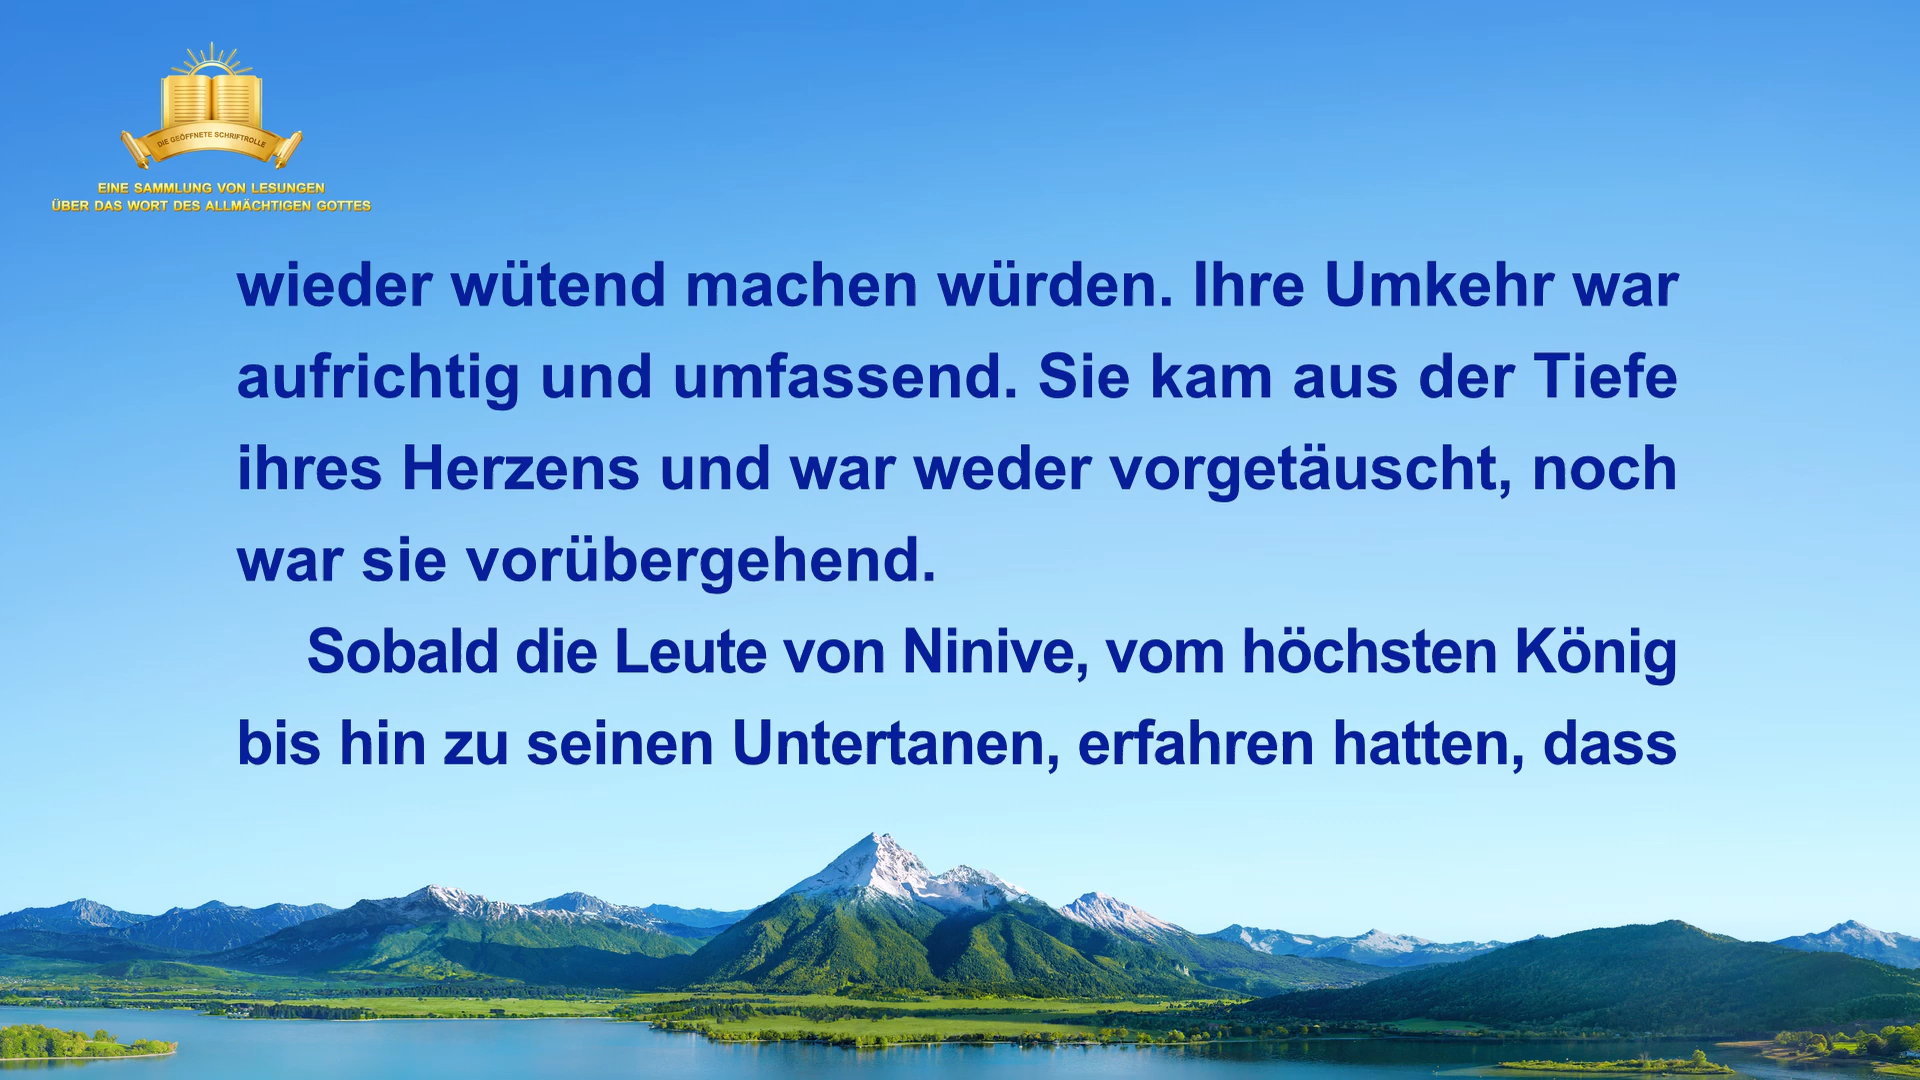 DIE GEÖFFNETE SCHRIFTROLLE
EINE SAMMLUNG VON LESUNGEN
ÜBER DAS WORT DES ALLMÄCHTIGEN GOTTES
wieder wütend machen würden. Ihre Umkehr war
aufrichtig und umfassend. Sie kam aus der Tiefe
ihres Herzens und war weder vorgetäuscht, noch
war sie vorübergehend.
Sobald die Leute von Ninive, vom höchsten König
bis hin zu seinen Untertanen, erfahren hatten, dass